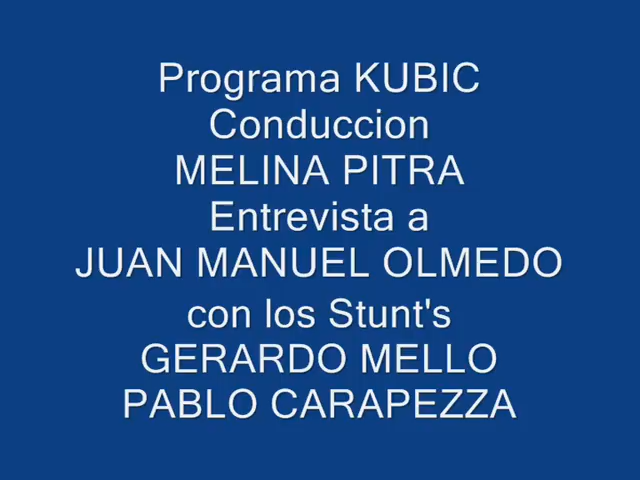 Programa KUBIC
Conduccion
MELINA PITRA
Entrevista a
JUAN MANUEL OLMEDO
con los Stunt's
GERARDO MELLO
PABLO CARAPEZZA